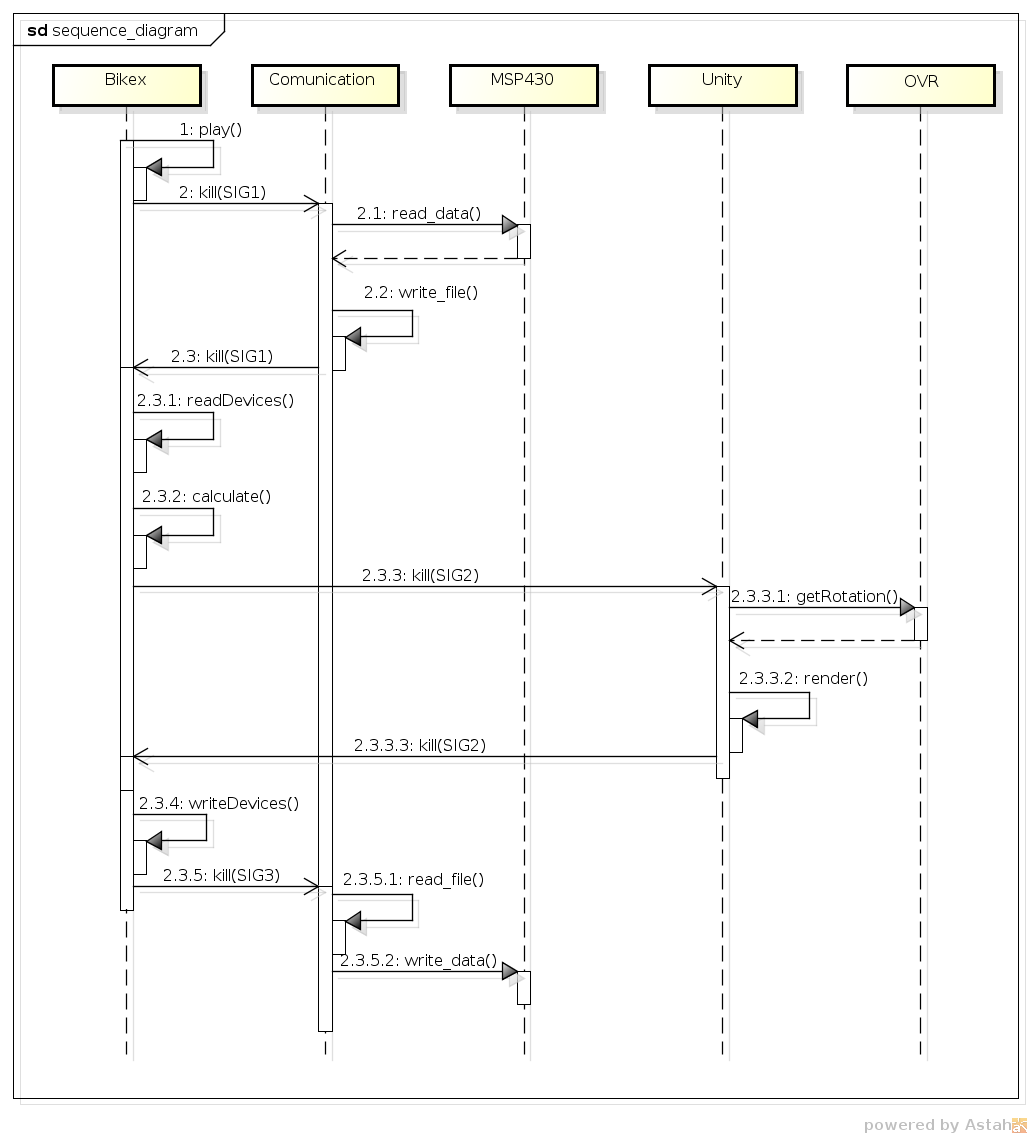 sd sequence_diagram
Bikex
Comunication
MSP430
Unity
OVR
1: play()
2: kill(SIG1)
2.1: read_data()
2.2: write_file()
2.3: kill(SIG1)
2.3.1: readDevices()
2.3.2: calculate()
2.3.3: kill(SIG2)
2.3.3.1: getRotation()
2.3.3.2: render()
2.3.3.3: kill(SIG2)
2.3.4: writeDevices()
2.3.5: kill(SIG3)
2.3.5.1: read_file()
2.3.5.2: write_data()
powered by Astah